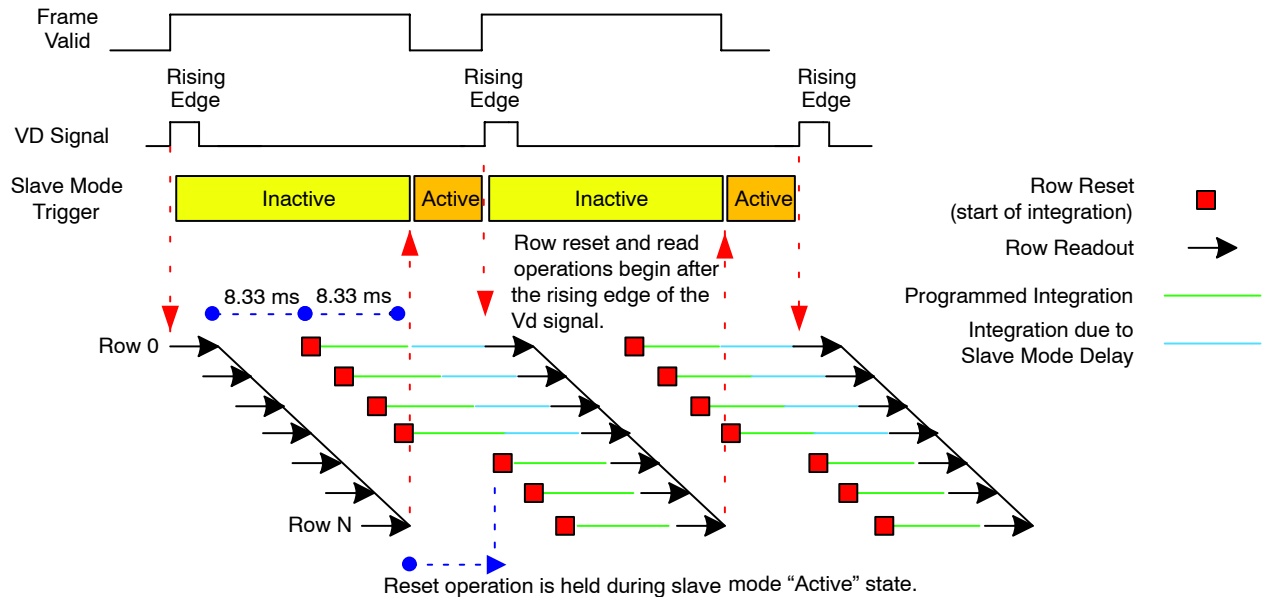 Frame
Valid
Rising
Edge
Rising
Edge
Rising
Edge
VD Signal
Slave Mode
Trigger
Inactive
Active
Inactive
Active
Row Reset
(start of integration)
Row Readout
Programmed Integration
Integration due to
Slave Mode Delay
Row reset and read
operations begin after
the rising edge of the
Vd signal.
8.33 ms
8.33 ms
Row 0
Row N
Reset operation is held during slave mode “Active” state.